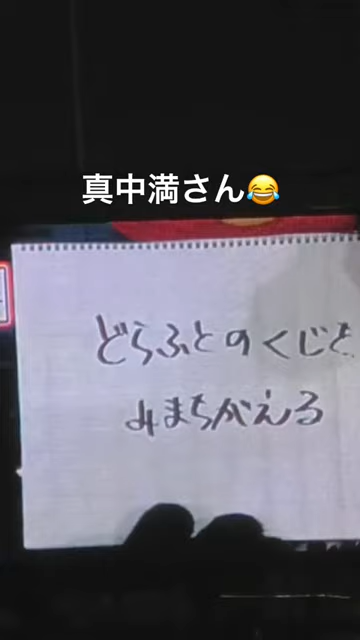 真中満さん😂
どらふとのくじを
みまちがえる